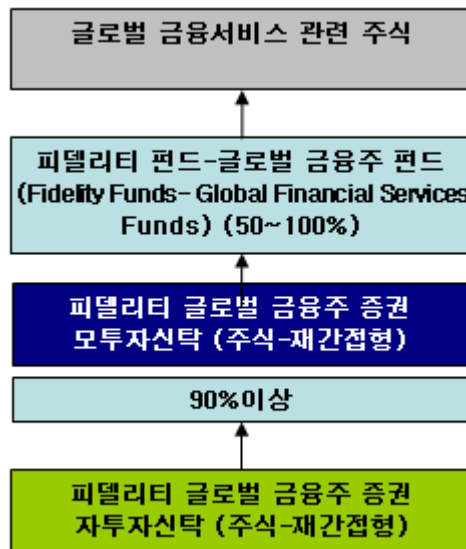 글로벌 금융서비스 관련 주식
피델리티 펀드-글로벌 금융주 펀드
(Fidelity Funds– Global Financial Services
Funds) (50~100%)
피델리티 글로벌 금융주 증권
모투자신탁 (주식-재간접형)
90%이상
피델리티 글로벌 금융주 증권
자투자신탁 (주식-재간접형)